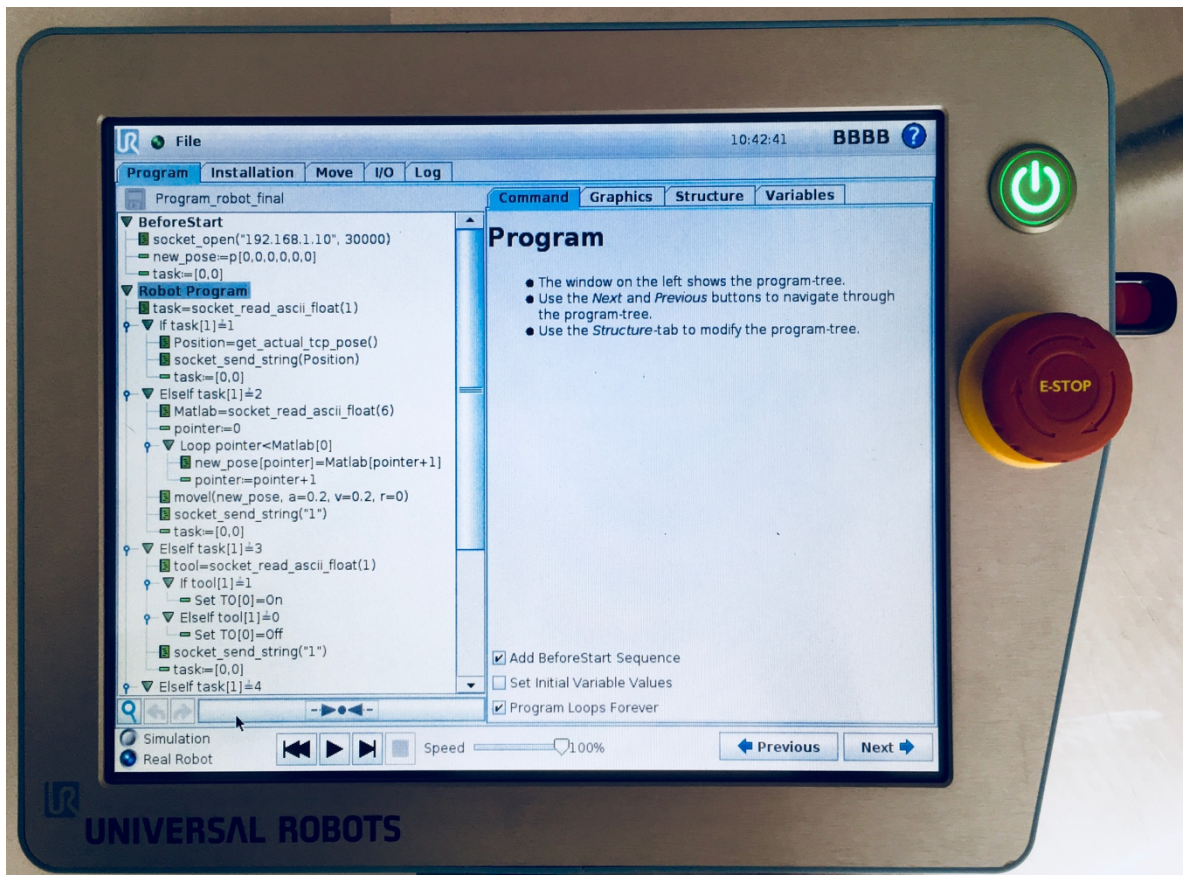 File 10:42:41 BBBB ?
Program Installation Move I/O Log
Program_robot_final
BeforeStart
socket_open("192.168.1.10", 30000)
new_pose:=p[0,0,0,0,0,0]
task:=[0,0]
Robot Program
task=socket_read_ascii_float(1)
If task[1]≟1
Position=get_actual_tcp_pose()
socket_send_string(Position)
task:=[0,0]
ElseIf task[1]≟2
Matlab=socket_read_ascii_float(6)
pointer:=0
Loop pointer<Matlab[0]
new_pose[pointer]=Matlab[pointer+1]
pointer:=pointer+1
movel(new_pose, a=0.2, v=0.2, r=0)
socket_send_string("1")
task:=[0,0]
ElseIf task[1]≟3
tool=socket_read_ascii_float(1)
If tool[1]≟1
Set TO[0]=On
ElseIf tool[1]≟0
Set TO[0]=Off
socket_send_string("1")
task:=[0,0]
ElseIf task[1]≟4
Command Graphics Structure Variables
Program
The window on the left shows the program-tree.
Use the Next and Previous buttons to navigate through
the program-tree.
Use the Structure-tab to modify the program-tree.
Add BeforeStart Sequence
Set Initial Variable Values
Program Loops Forever
Simulation
Real Robot
Speed 100%
Previous Next
E-STOP
UR
UNIVERSAL ROBOTS